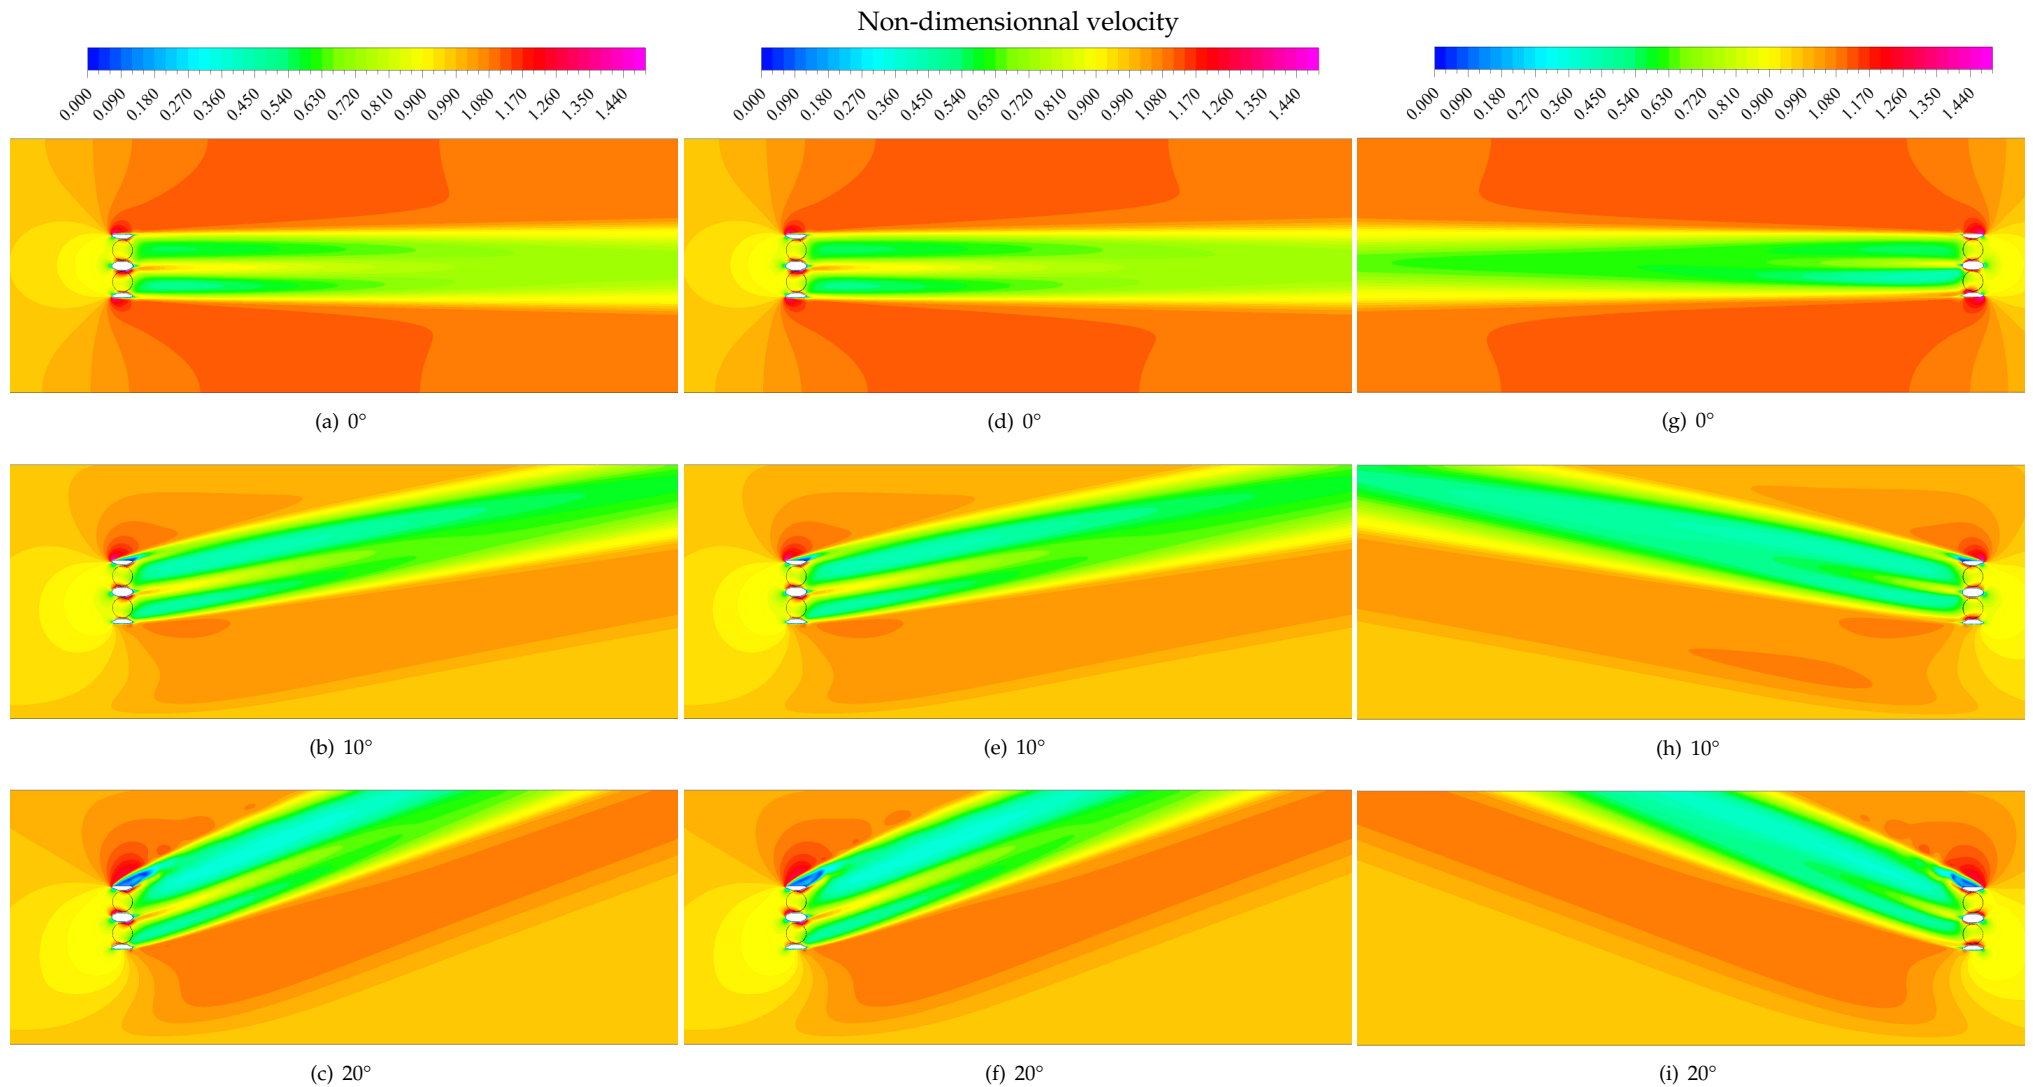 Non-dimensionnal velocity
0.000 0.090 0.180 0.270 0.360 0.450 0.540 0.630 0.720 0.810 0.900 0.990 1.080 1.170 1.260 1.350 1.440
0.000 0.090 0.180 0.270 0.360 0.450 0.540 0.630 0.720 0.810 0.900 0.990 1.080 1.170 1.260 1.350 1.440
0.000 0.090 0.180 0.270 0.360 0.450 0.540 0.630 0.720 0.810 0.900 0.990 1.080 1.170 1.260 1.350 1.440
(a) 0°
(d) 0°
(g) 0°
(b) 10°
(e) 10°
(h) 10°
(c) 20°
(f) 20°
(i) 20°